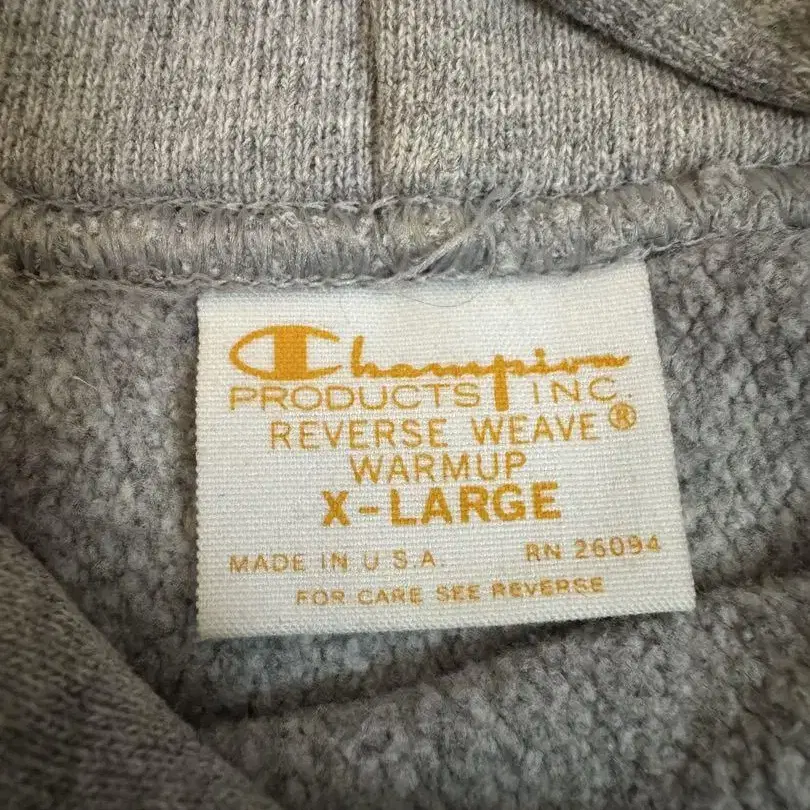 Champion
PRODUCTS INC.
REVERSE WEAVE®
WARMUP
X-LARGE
MADE IN U.S.A. RN 26094
FOR CARE SEE REVERSE